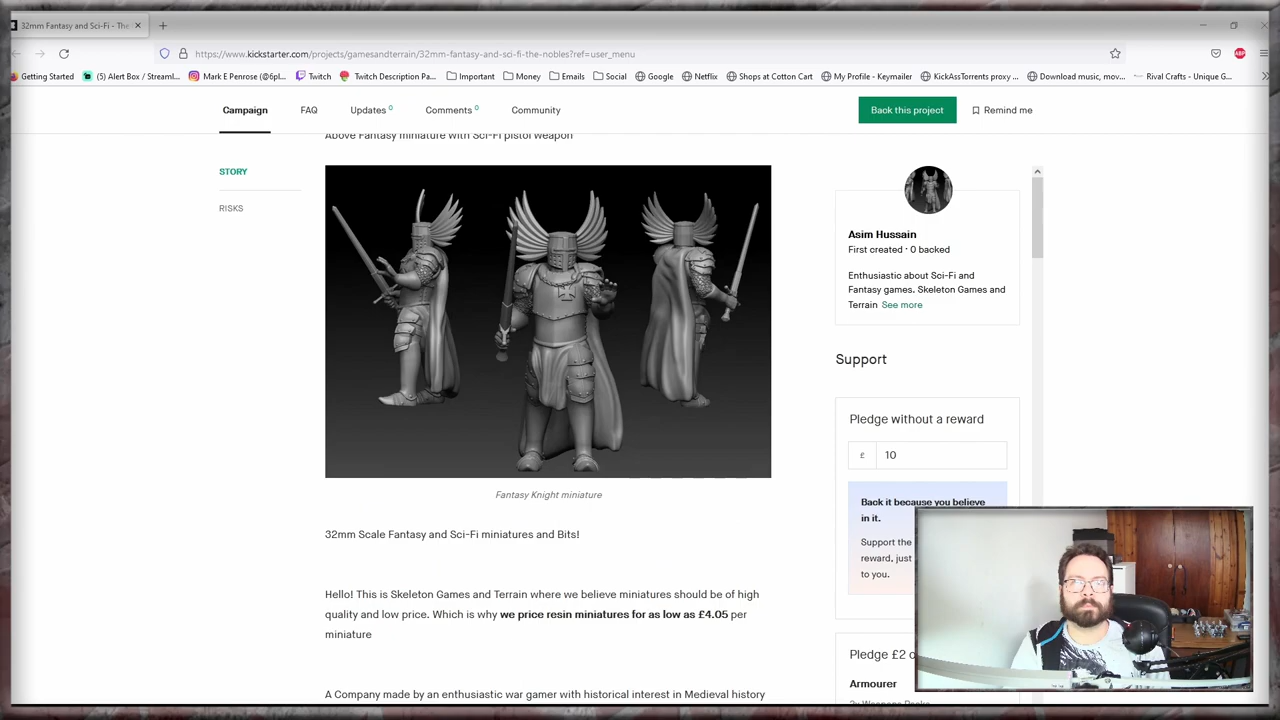 32mm Fantasy and Sci-Fi - The
https://www.kickstarter.com/projects/gamesandterrain/32mm-fantasy-and-sci-fi-the-nobles?ref=user_menu
Getting Started
(5) Alert Box / Streaml...
Mark E Penrose (@6pl...
Twitch
Twitch Description Pa...
Important
Money
Emails
Social
Google
Netflix
Shops at Cotton Cart
My Profile - Keymailer
KickAssTorrents proxy ...
Download music, mov...
Rival Crafts - Unique G...
Campaign
FAQ
Updates 0
Comments 0
Community
Back this project
Remind me
Above Fantasy miniature with Sci-Fi pistol weapon
STORY
RISKS
Fantasy Knight miniature
32mm Scale Fantasy and Sci-Fi miniatures and Bits!
Hello! This is Skeleton Games and Terrain where we believe miniatures should be of high
quality and low price. Which is why we price resin miniatures for as low as £4.05 per
miniature
A Company made by an enthusiastic war gamer with historical interest in Medieval history
Asim Hussain
First created · 0 backed
Enthusiastic about Sci-Fi and
Fantasy games. Skeleton Games and
Terrain See more
Support
Pledge without a reward
£ 10
Back it because you believe
in it.
Support the
reward, just
to you.
Pledge £2 o
Armourer
ABP